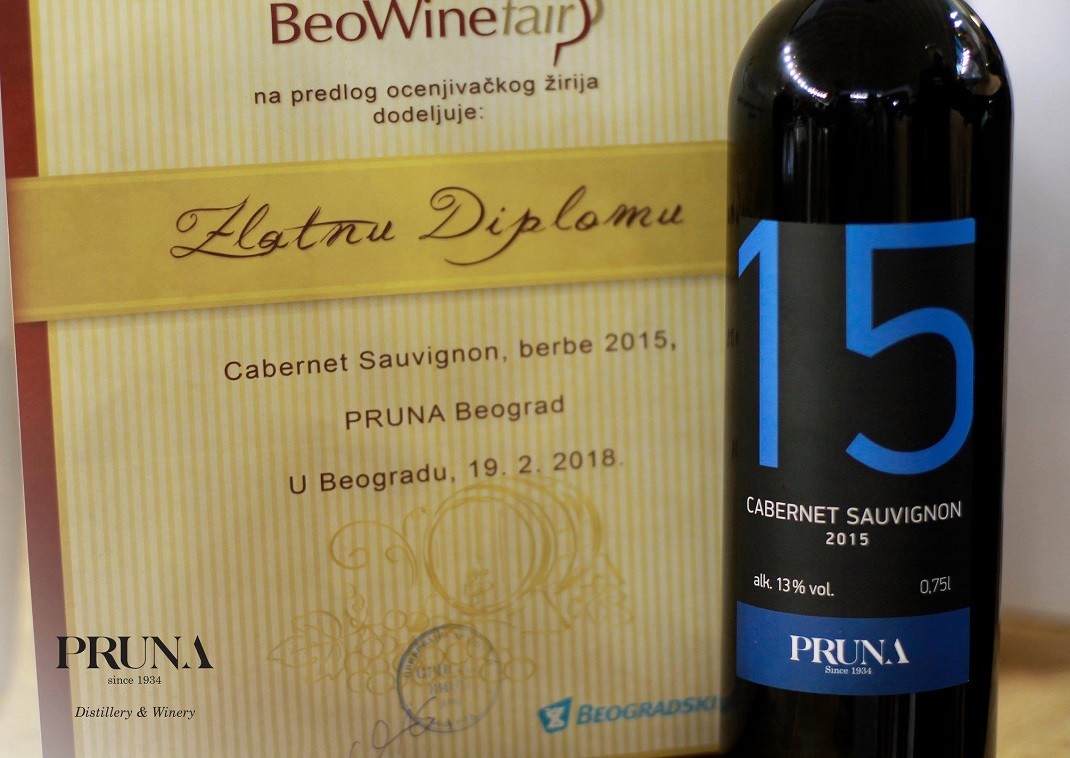 BeoWinefair
na predlog ocenjivačkog žirija
dodeljuje:
Zlatnu Diplomu
Cabernet Sauvignon, berbe 2015,
PRUNA Beograd
U Beogradu, 19. 2. 2018.
BEOGRADSKI
PRUNA
since 1934
Distillery & Winery
15
CABERNET SAUVIGNON
2015
alk. 13% vol.
0,75l
PRUNA
Since 1934